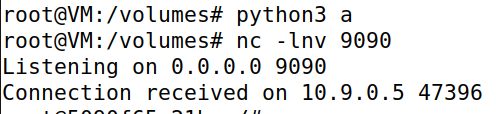 root@VM:/volumes# python3 a
root@VM:/volumes# nc -lnv 9090
Listening on 0.0.0.0 9090
Connection received on 10.9.0.5 47396